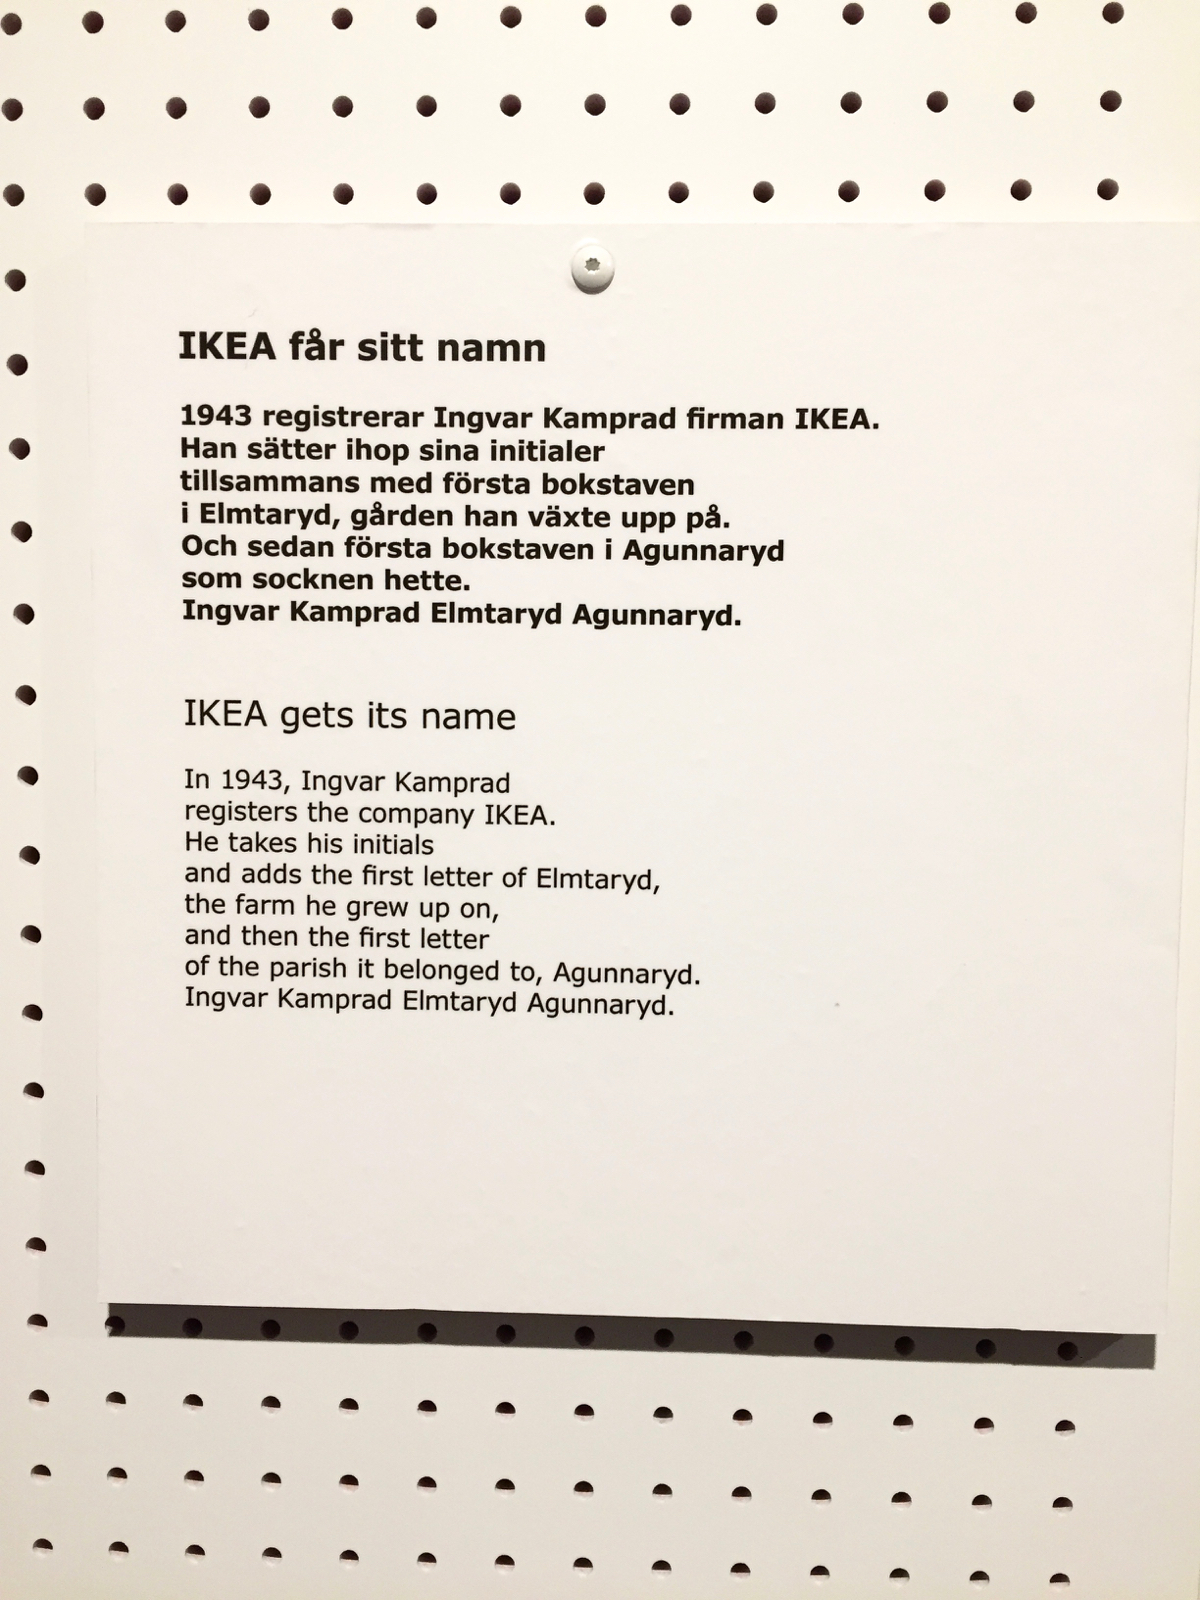 IKEA får sitt namn
1943 registrerar Ingvar Kamprad firman IKEA.
Han sätter ihop sina initialer
tillsammans med första bokstaven
i Elmtaryd, gården han växte upp på.
Och sedan första bokstaven i Agunnaryd
som socknen hette.
Ingvar Kamprad Elmtaryd Agunnaryd.
IKEA gets its name
In 1943, Ingvar Kamprad
registers the company IKEA.
He takes his initials
and adds the first letter of Elmtaryd,
the farm he grew up on,
and then the first letter
of the parish it belonged to, Agunnaryd.
Ingvar Kamprad Elmtaryd Agunnaryd.